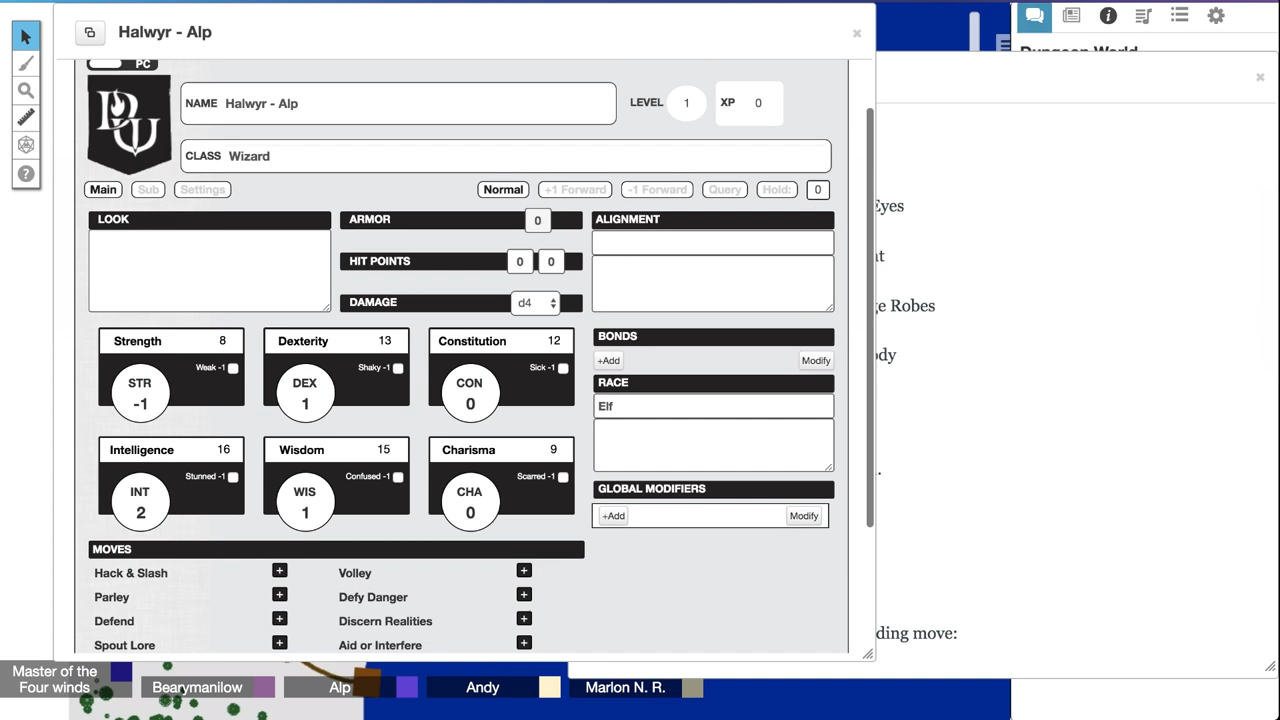 Halwyr - Alp
PC
DW
NAME Halwyr - Alp
LEVEL 1
XP 0
CLASS Wizard
Main Sub Settings
Normal +1 Forward -1 Forward Query Hold: 0
LOOK
ARMOR 0
ALIGNMENT
HIT POINTS 0 0
DAMAGE d4
Strength 8
Weak -1
STR
-1
Dexterity 13
Shaky -1
DEX
1
Constitution 12
Sick -1
CON
0
Intelligence 16
Stunned -1
INT
2
Wisdom 15
Confused -1
WIS
1
Charisma 9
Scarred -1
CHA
0
BONDS
+Add Modify
RACE
Elf
GLOBAL MODIFIERS
+Add Modify
MOVES
Hack & Slash
Volley
Parley
Defy Danger
Defend
Discern Realities
Spout Lore
Aid or Interfere
Dungeon World
Eyes
at
ge Robes
ody
.
ding move:
Master of the
Four winds
Bearymanilow
Alp
Andy
Marlon N. R.